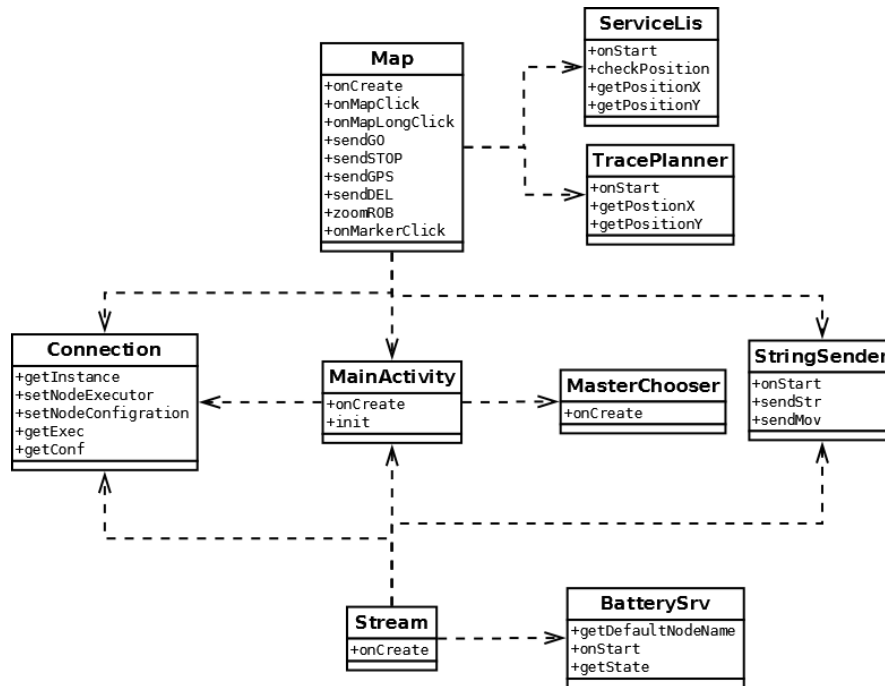 ServiceLis
+onStart
+checkPosition
+getPositionX
+getPositionY
Map
+onCreate
+onMapClick
+onMapLongClick
+sendGO
+sendSTOP
+sendGPS
+sendDEL
+zoomROB
+onMarkerClick
TracePlanner
+onStart
+getPostionX
+getPositionY
Connection
+getInstance
+setNodeExecutor
+setNodeConfigration
+getExec
+getConf
MainActivity
+onCreate
+init
MasterChooser
+onCreate
StringSender
+onStart
+sendStr
+sendMov
Stream
+onCreate
BatterySrv
+getDefaultNodeName
+onStart
+getState